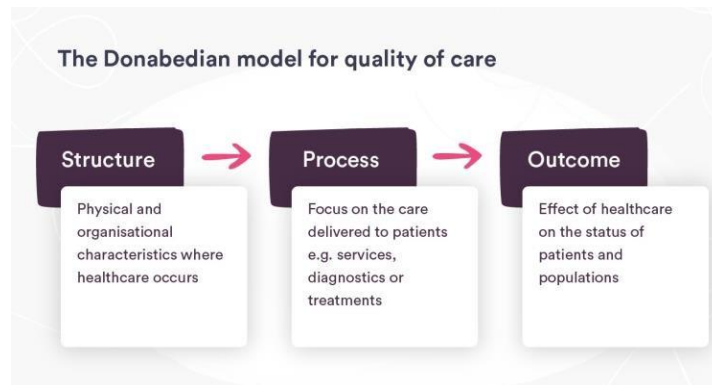 The Donabedian model for quality of care
Structure
Physical and
organisational
characteristics where
healthcare occurs
Process
Focus on the care
delivered to patients
e.g. services,
diagnostics or
treatments
Outcome
Effect of healthcare
on the status of
patients and
populations